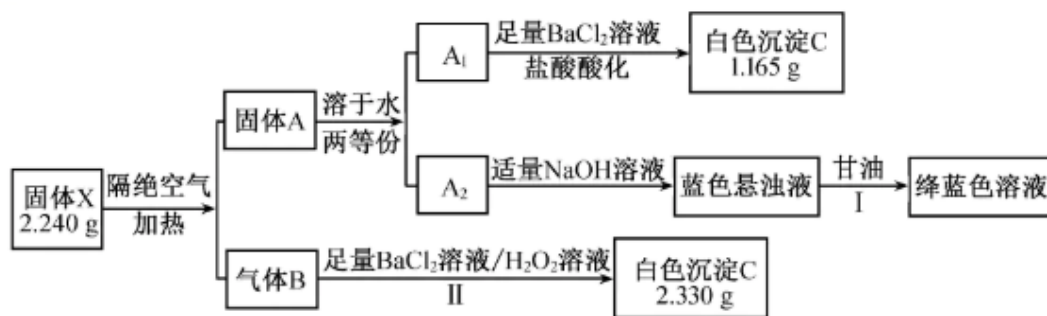 固体X
2.240 g
隔绝空气
加热
固体A
溶于水
两等份
A₁
足量BaCl₂溶液
盐酸酸化
白色沉淀C
1.165 g
A₂
适量NaOH溶液
蓝色悬浊液
甘油
I
绛蓝色溶液
气体B
足量BaCl₂溶液/H₂O₂溶液
II
白色沉淀C
2.330 g